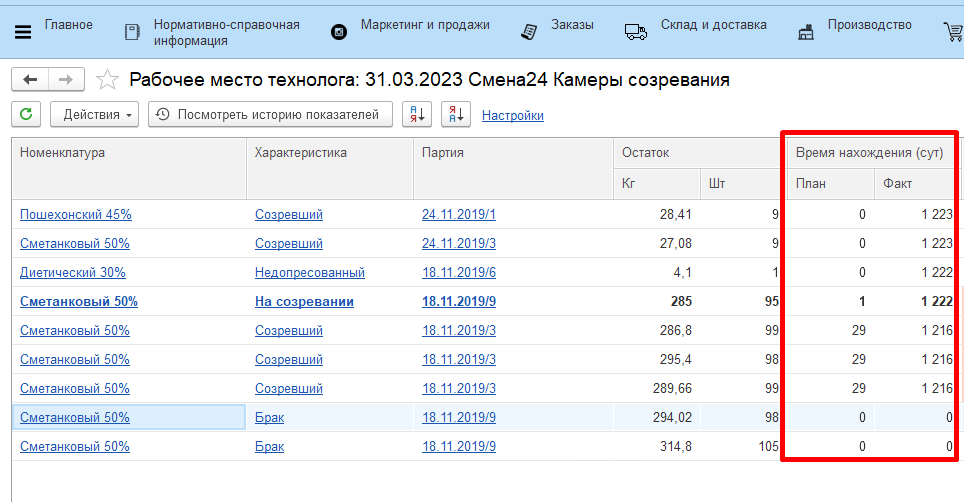 Главное
Нормативно-справочная информация
Маркетинг и продажи
Заказы
Склад и доставка
Производство
Рабочее место технолога: 31.03.2023 Смена24 Камеры созревания
Действия
Посмотреть историю показателей
А Я
Я А
Настройки
Номенклатура Характеристика Партия Остаток Время нахождения (сут)
Кг Шт План Факт
Пошехонский 45% Созревший 24.11.2019/1 28,41 9 0 1 223
Сметанковый 50% Созревший 24.11.2019/3 27,08 9 0 1 223
Диетический 30% Недопресованный 18.11.2019/6 4,1 1 0 1 222
Сметанковый 50% На созревании 18.11.2019/9 285 95 1 1 222
Сметанковый 50% Созревший 18.11.2019/3 286,8 99 29 1 216
Сметанковый 50% Созревший 18.11.2019/3 295,4 98 29 1 216
Сметанковый 50% Созревший 18.11.2019/3 289,66 99 29 1 216
Сметанковый 50% Брак 18.11.2019/9 294,02 98 0 0
Сметанковый 50% Брак 18.11.2019/9 314,8 105 0 0